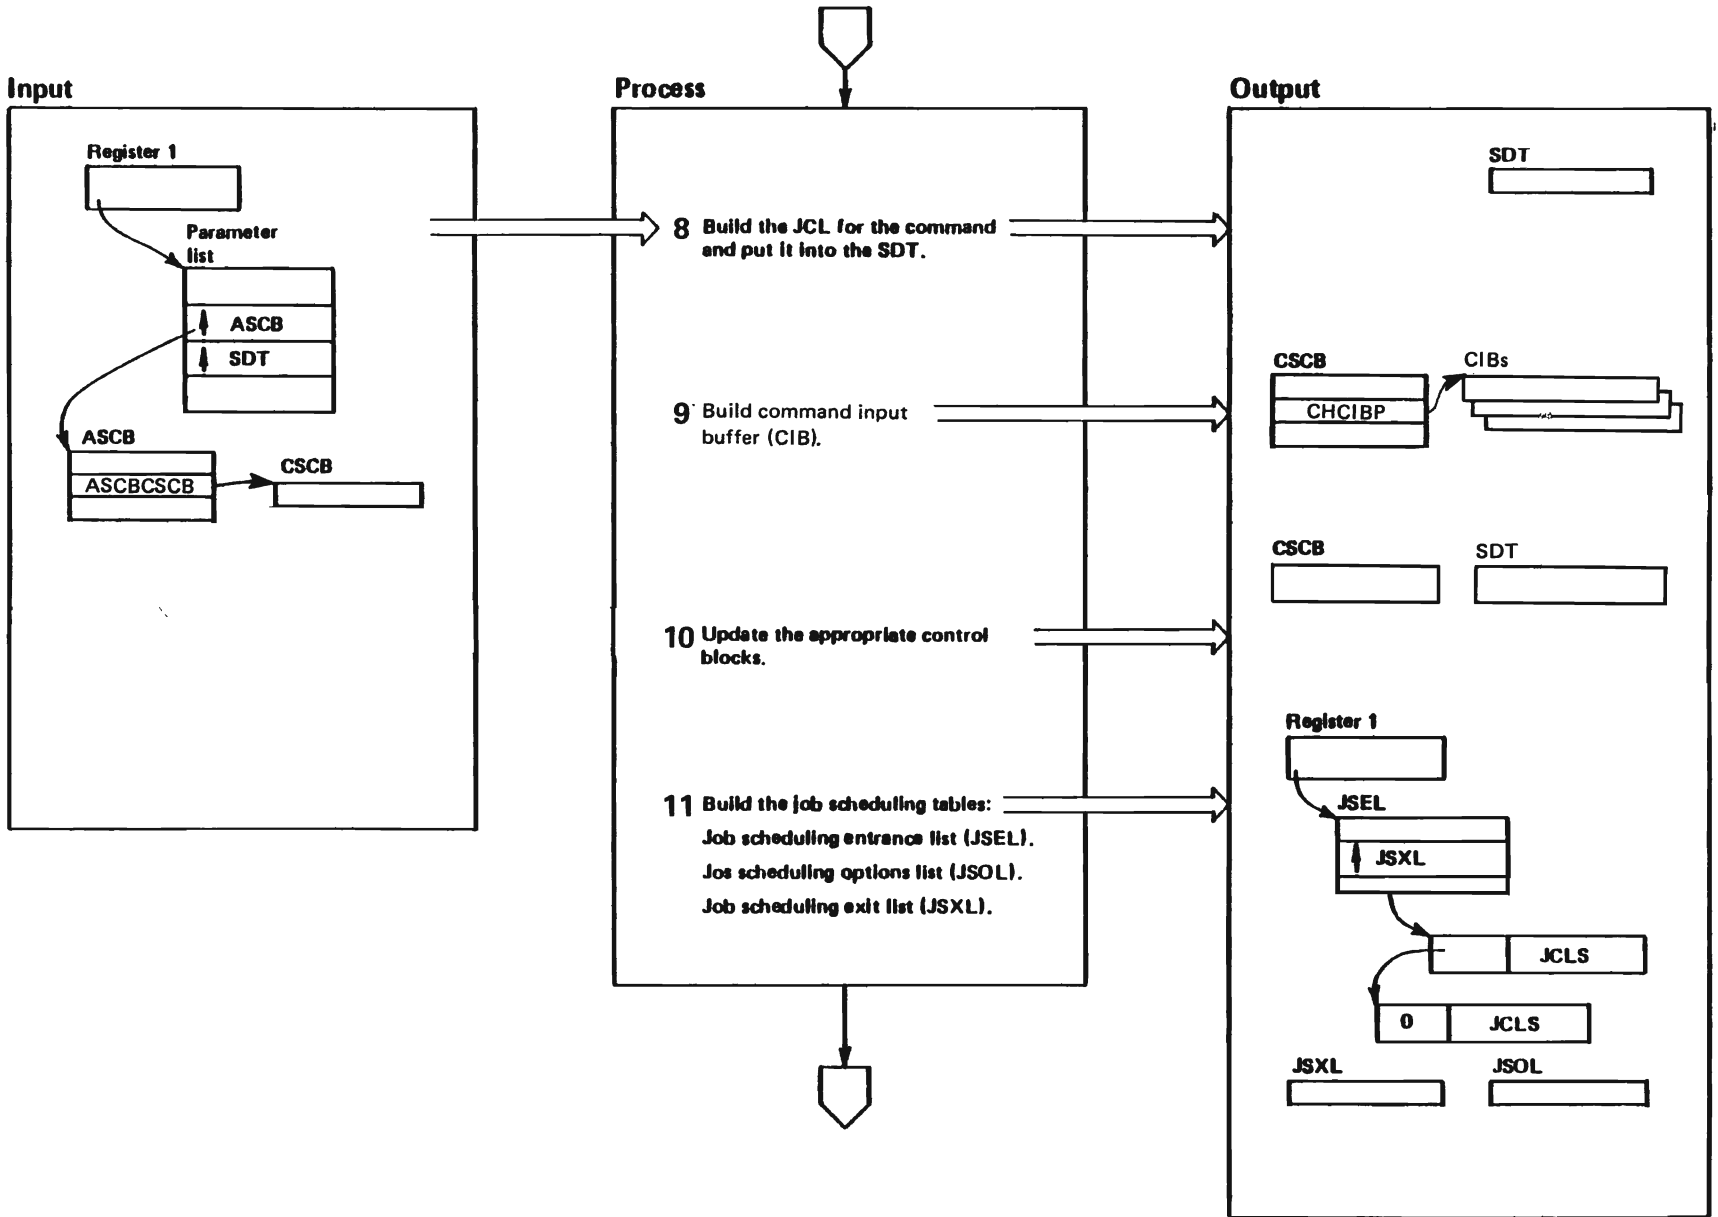 Input
Register 1
Parameter
list
ASCB
SDT
ASCB
ASCBCSCB
CSCB
Process
8 Build the JCL for the command
and put it into the SDT.
9 Build command input
buffer (CIB).
10 Update the appropriate control
blocks.
11 Build the job scheduling tables:
Job scheduling entrance list (JSEL).
Jos scheduling options list (JSOL).
Job scheduling exit list (JSXL).
Output
SDT
CSCB
CIBs
CHCIBP
CSCB
SDT
Register 1
JSEL
JSXL
JCLS
0
JCLS
JSXL
JSOL